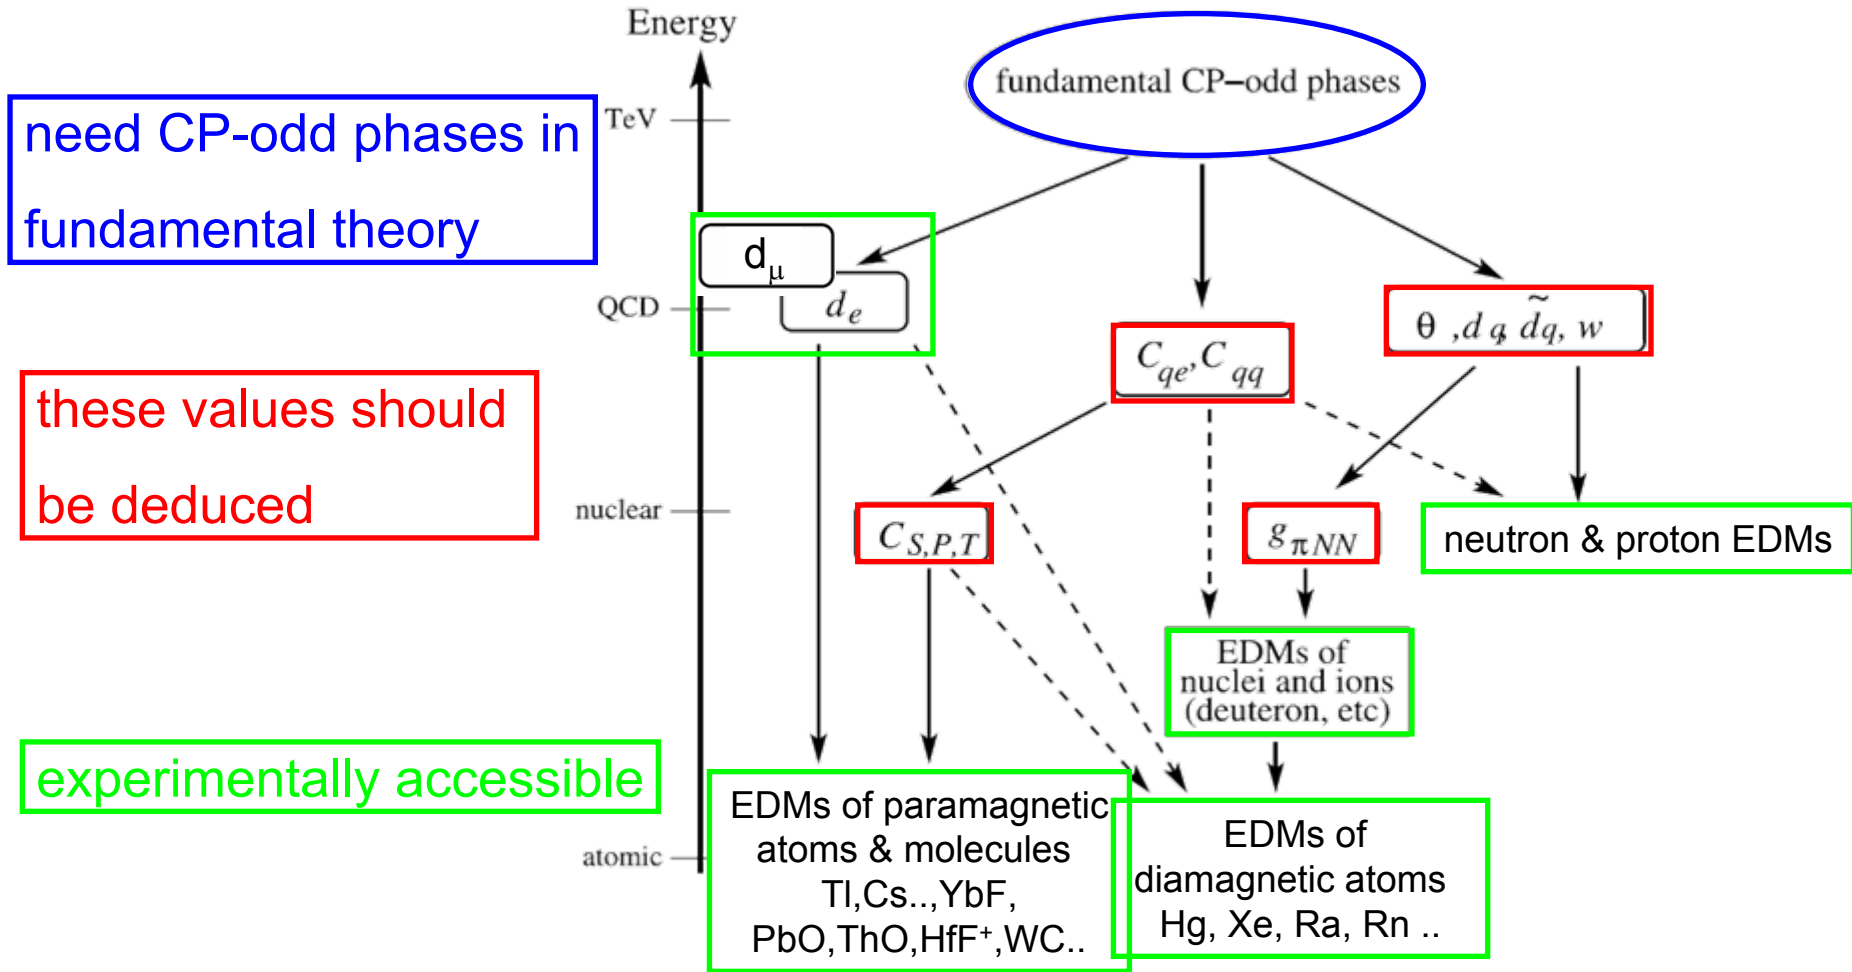 Energy
fundamental CP–odd phases
TeV
need CP-odd phases in
fundamental theory
dμ
de
QCD
θ ,dq, d̃q, w
Cqe, Cqq
these values should
be deduced
nuclear
CS,P,T
gπNN
neutron & proton EDMs
EDMs of
nuclei and ions
(deuteron, etc)
experimentally accessible
EDMs of paramagnetic
atoms & molecules
Tl,Cs..,YbF,
PbO,ThO,HfF⁺,WC..
atomic
EDMs of
diamagnetic atoms
Hg, Xe, Ra, Rn ..